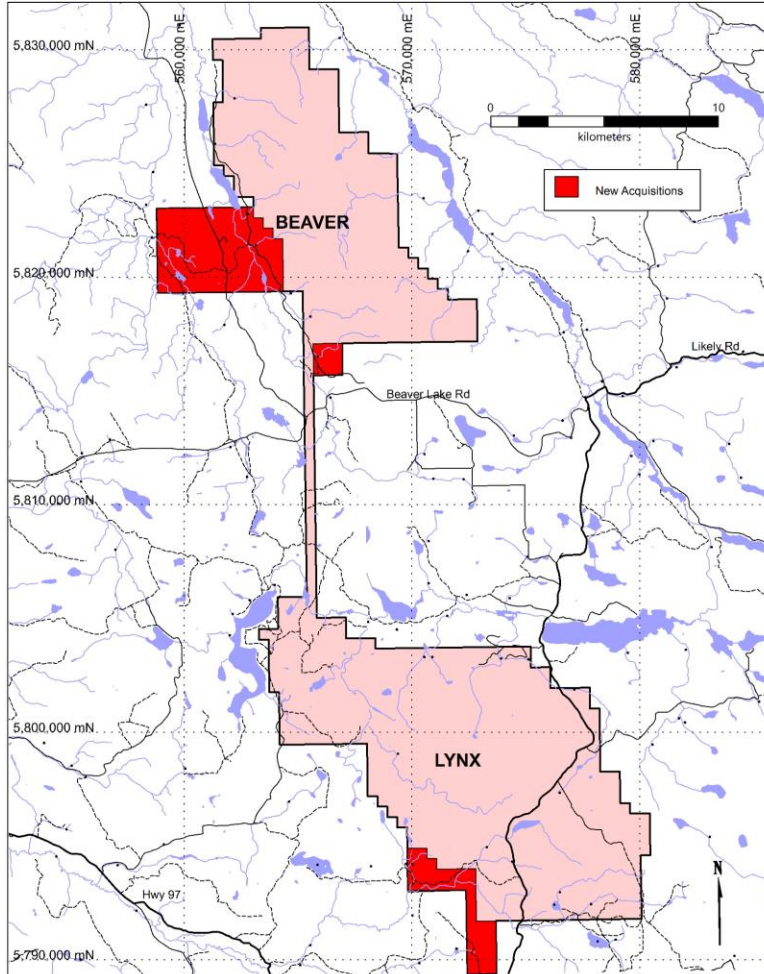 5,830,000 mN
560,000 mE
570,000 mE
580,000 mE
0 10
kilometers
New Acquisitions
BEAVER
5,820,000 mN
Likely Rd
Beaver Lake Rd
5,810,000 mN
5,800,000 mN
LYNX
Hwy 97
N
5,790,000 mN